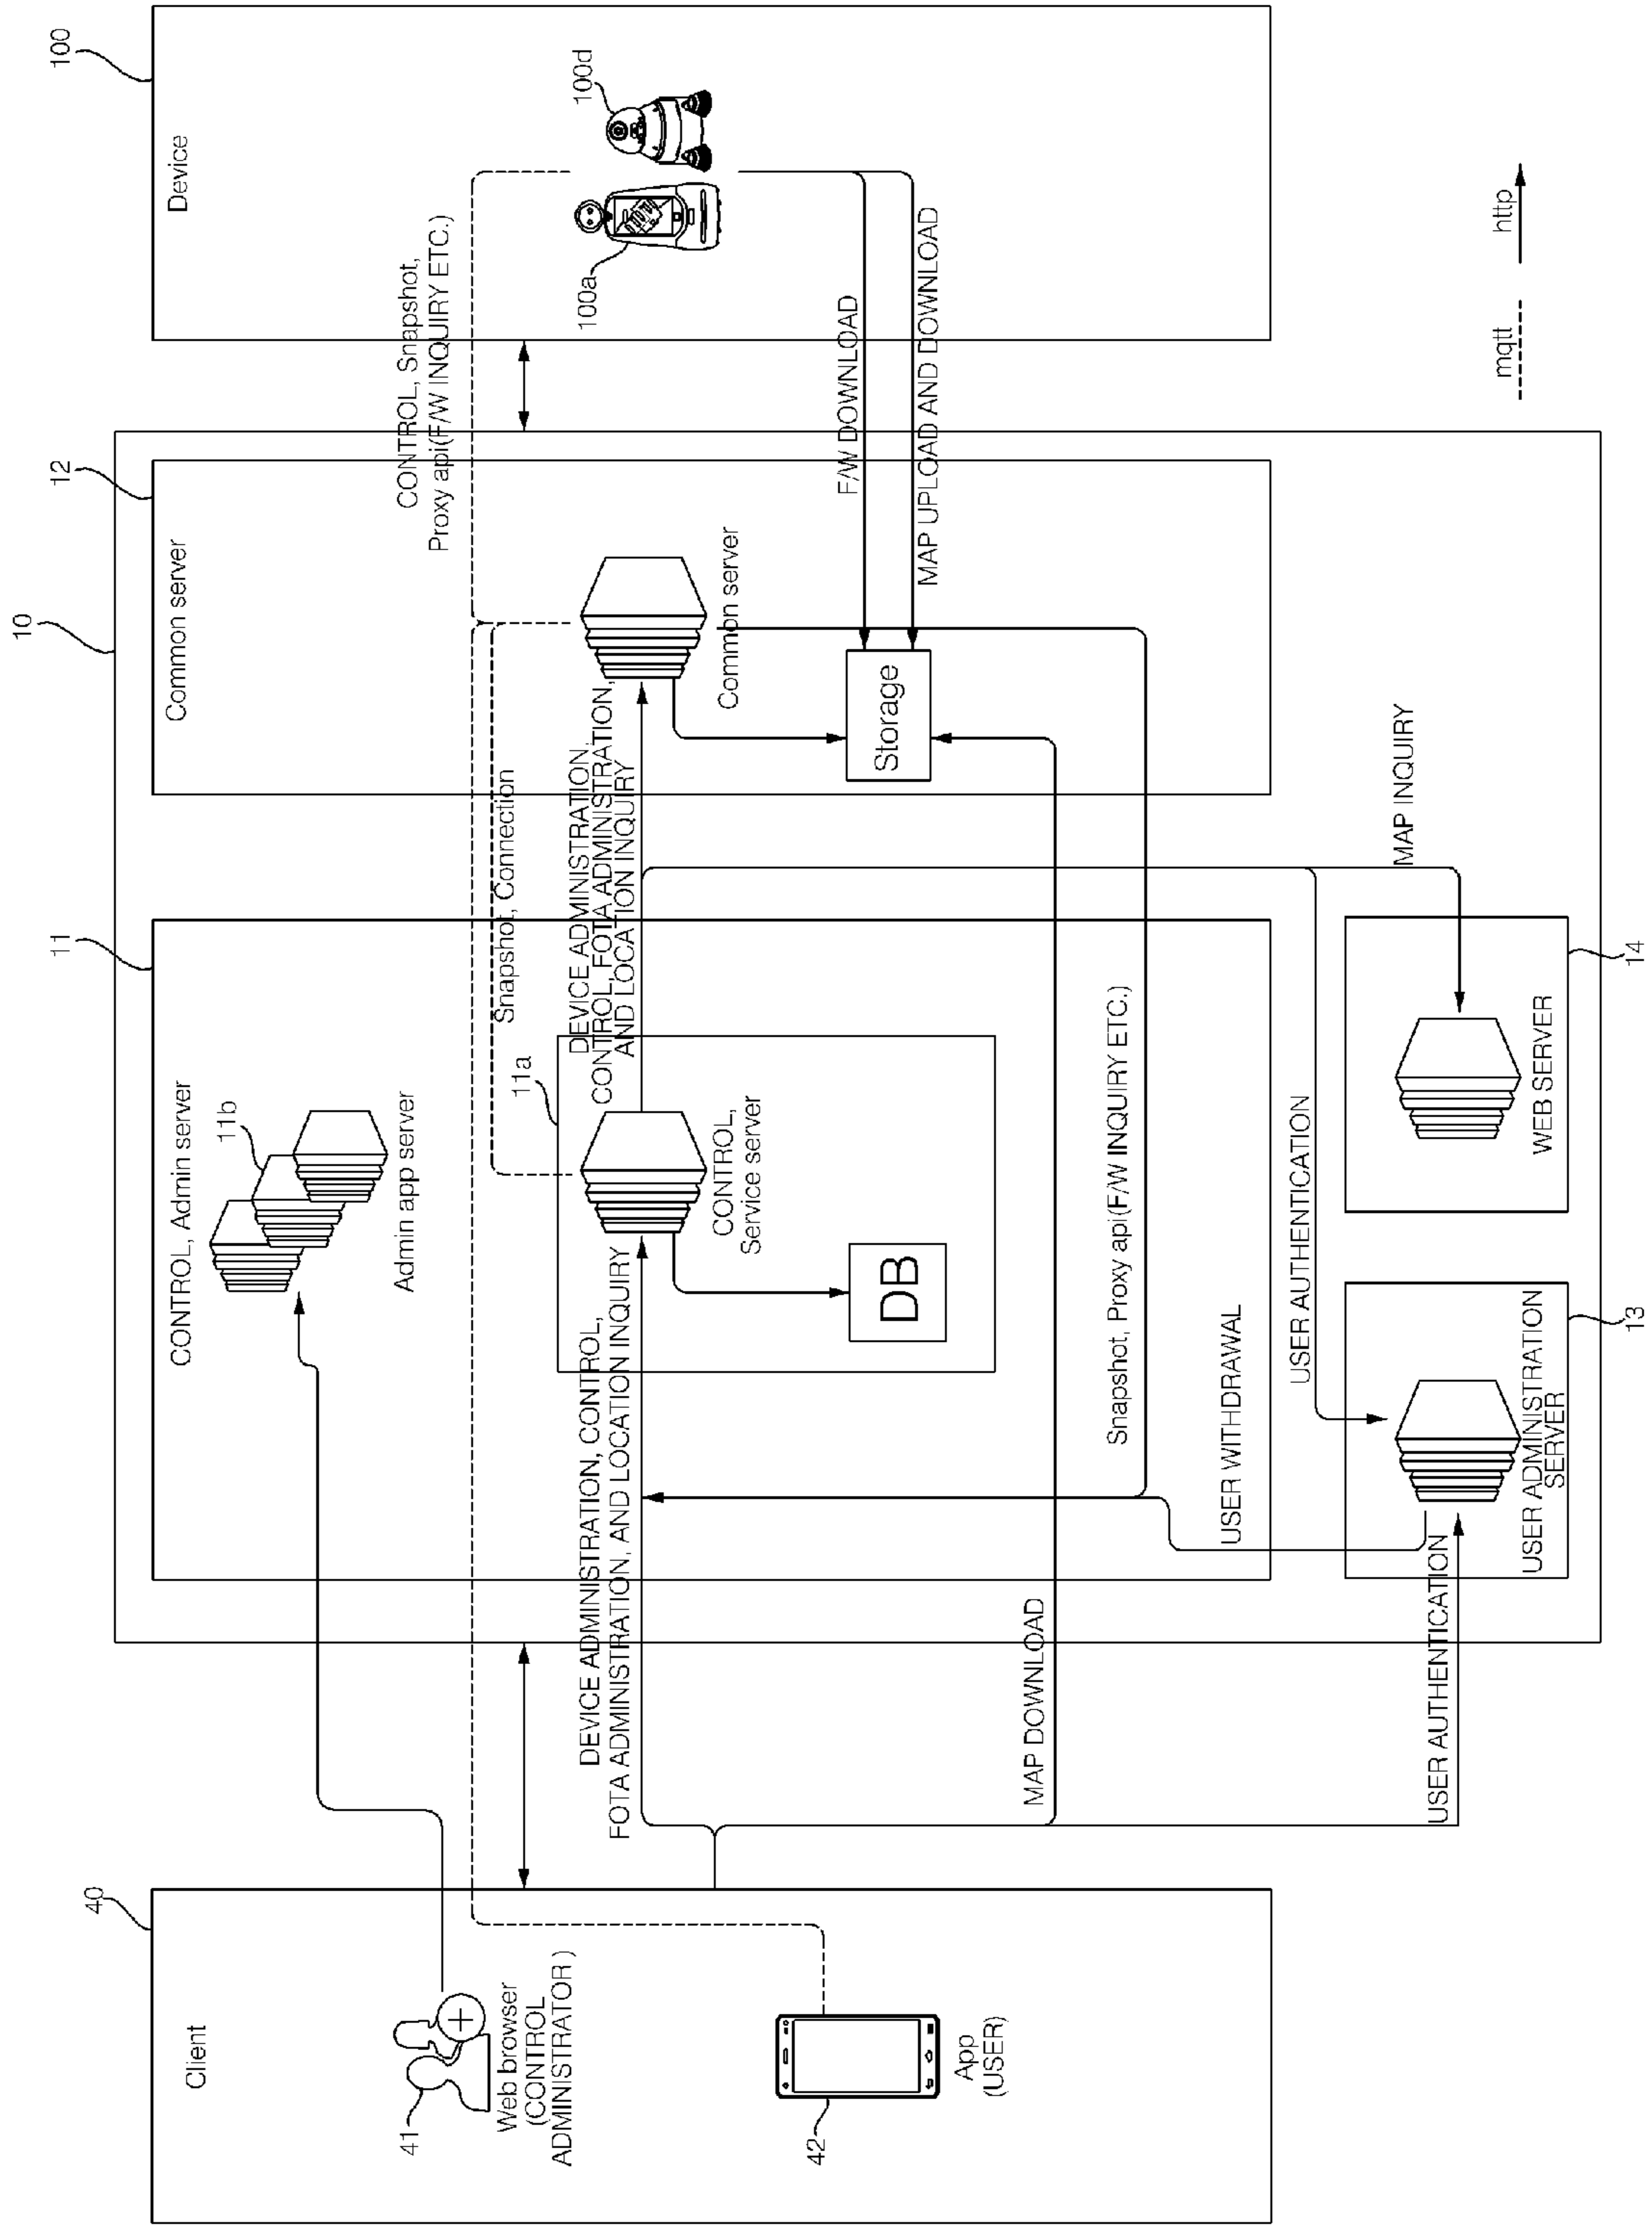 40
Client
41
Web browser
(CONTROL
ADMINISTRATOR )
42
App
(USER)
10
11
CONTROL, Admin server
11b
Admin app server
11a
CONTROL,
Service server
DB
DEVICE ADMINISTRATION, CONTROL,
FOTA ADMINISTRATION, AND LOCATION INQUIRY
MAP DOWNLOAD
USER AUTHENTICATION
Snapshot, Connection
DEVICE ADMINISTRATION,
CONTROL, FOTA ADMINISTRATION,
AND LOCATION INQUIRY
Snapshot, Proxy api(F/W INQUIRY ETC.)
USER WITHDRAWAL
USER AUTHENTICATION
MAP INQUIRY
USER ADMINISTRATION
SERVER
13
WEB SERVER
14
12
Common server
Common server
Storage
CONTROL, Snapshot,
Proxy api(F/W INQUIRY ETC.)
F/W DOWNLOAD
MAP UPLOAD AND DOWNLOAD
100
Device
100a
100d
mqtt
http